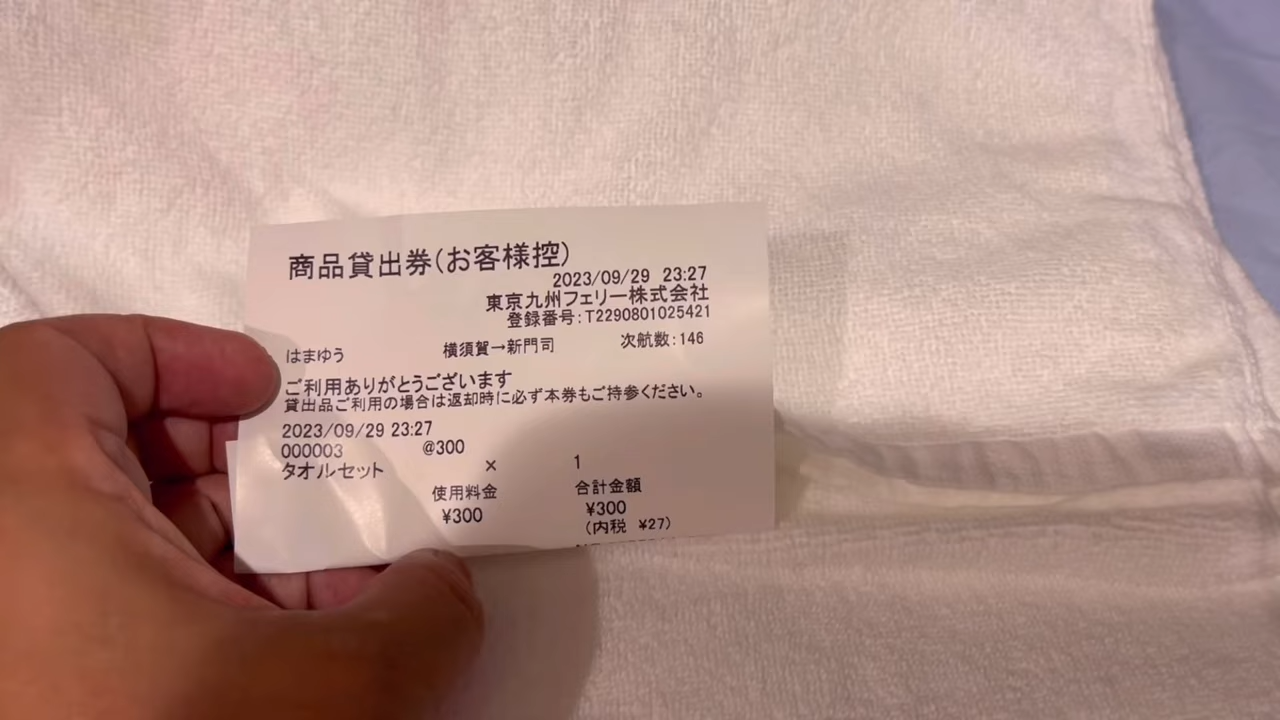 商品貸出券(お客様控)
2023/09/29 23:27
東京九州フェリー株式会社
登録番号:T2290801025421
はまゆう 横須賀→新門司 次航数:146
ご利用ありがとうございます
貸出品ご利用の場合は返却時に必ず本券もご持参ください。
2023/09/29 23:27
000003 @300
タオルセット × 1
使用料金 合計金額
¥300 ¥300
(内税 ¥27)